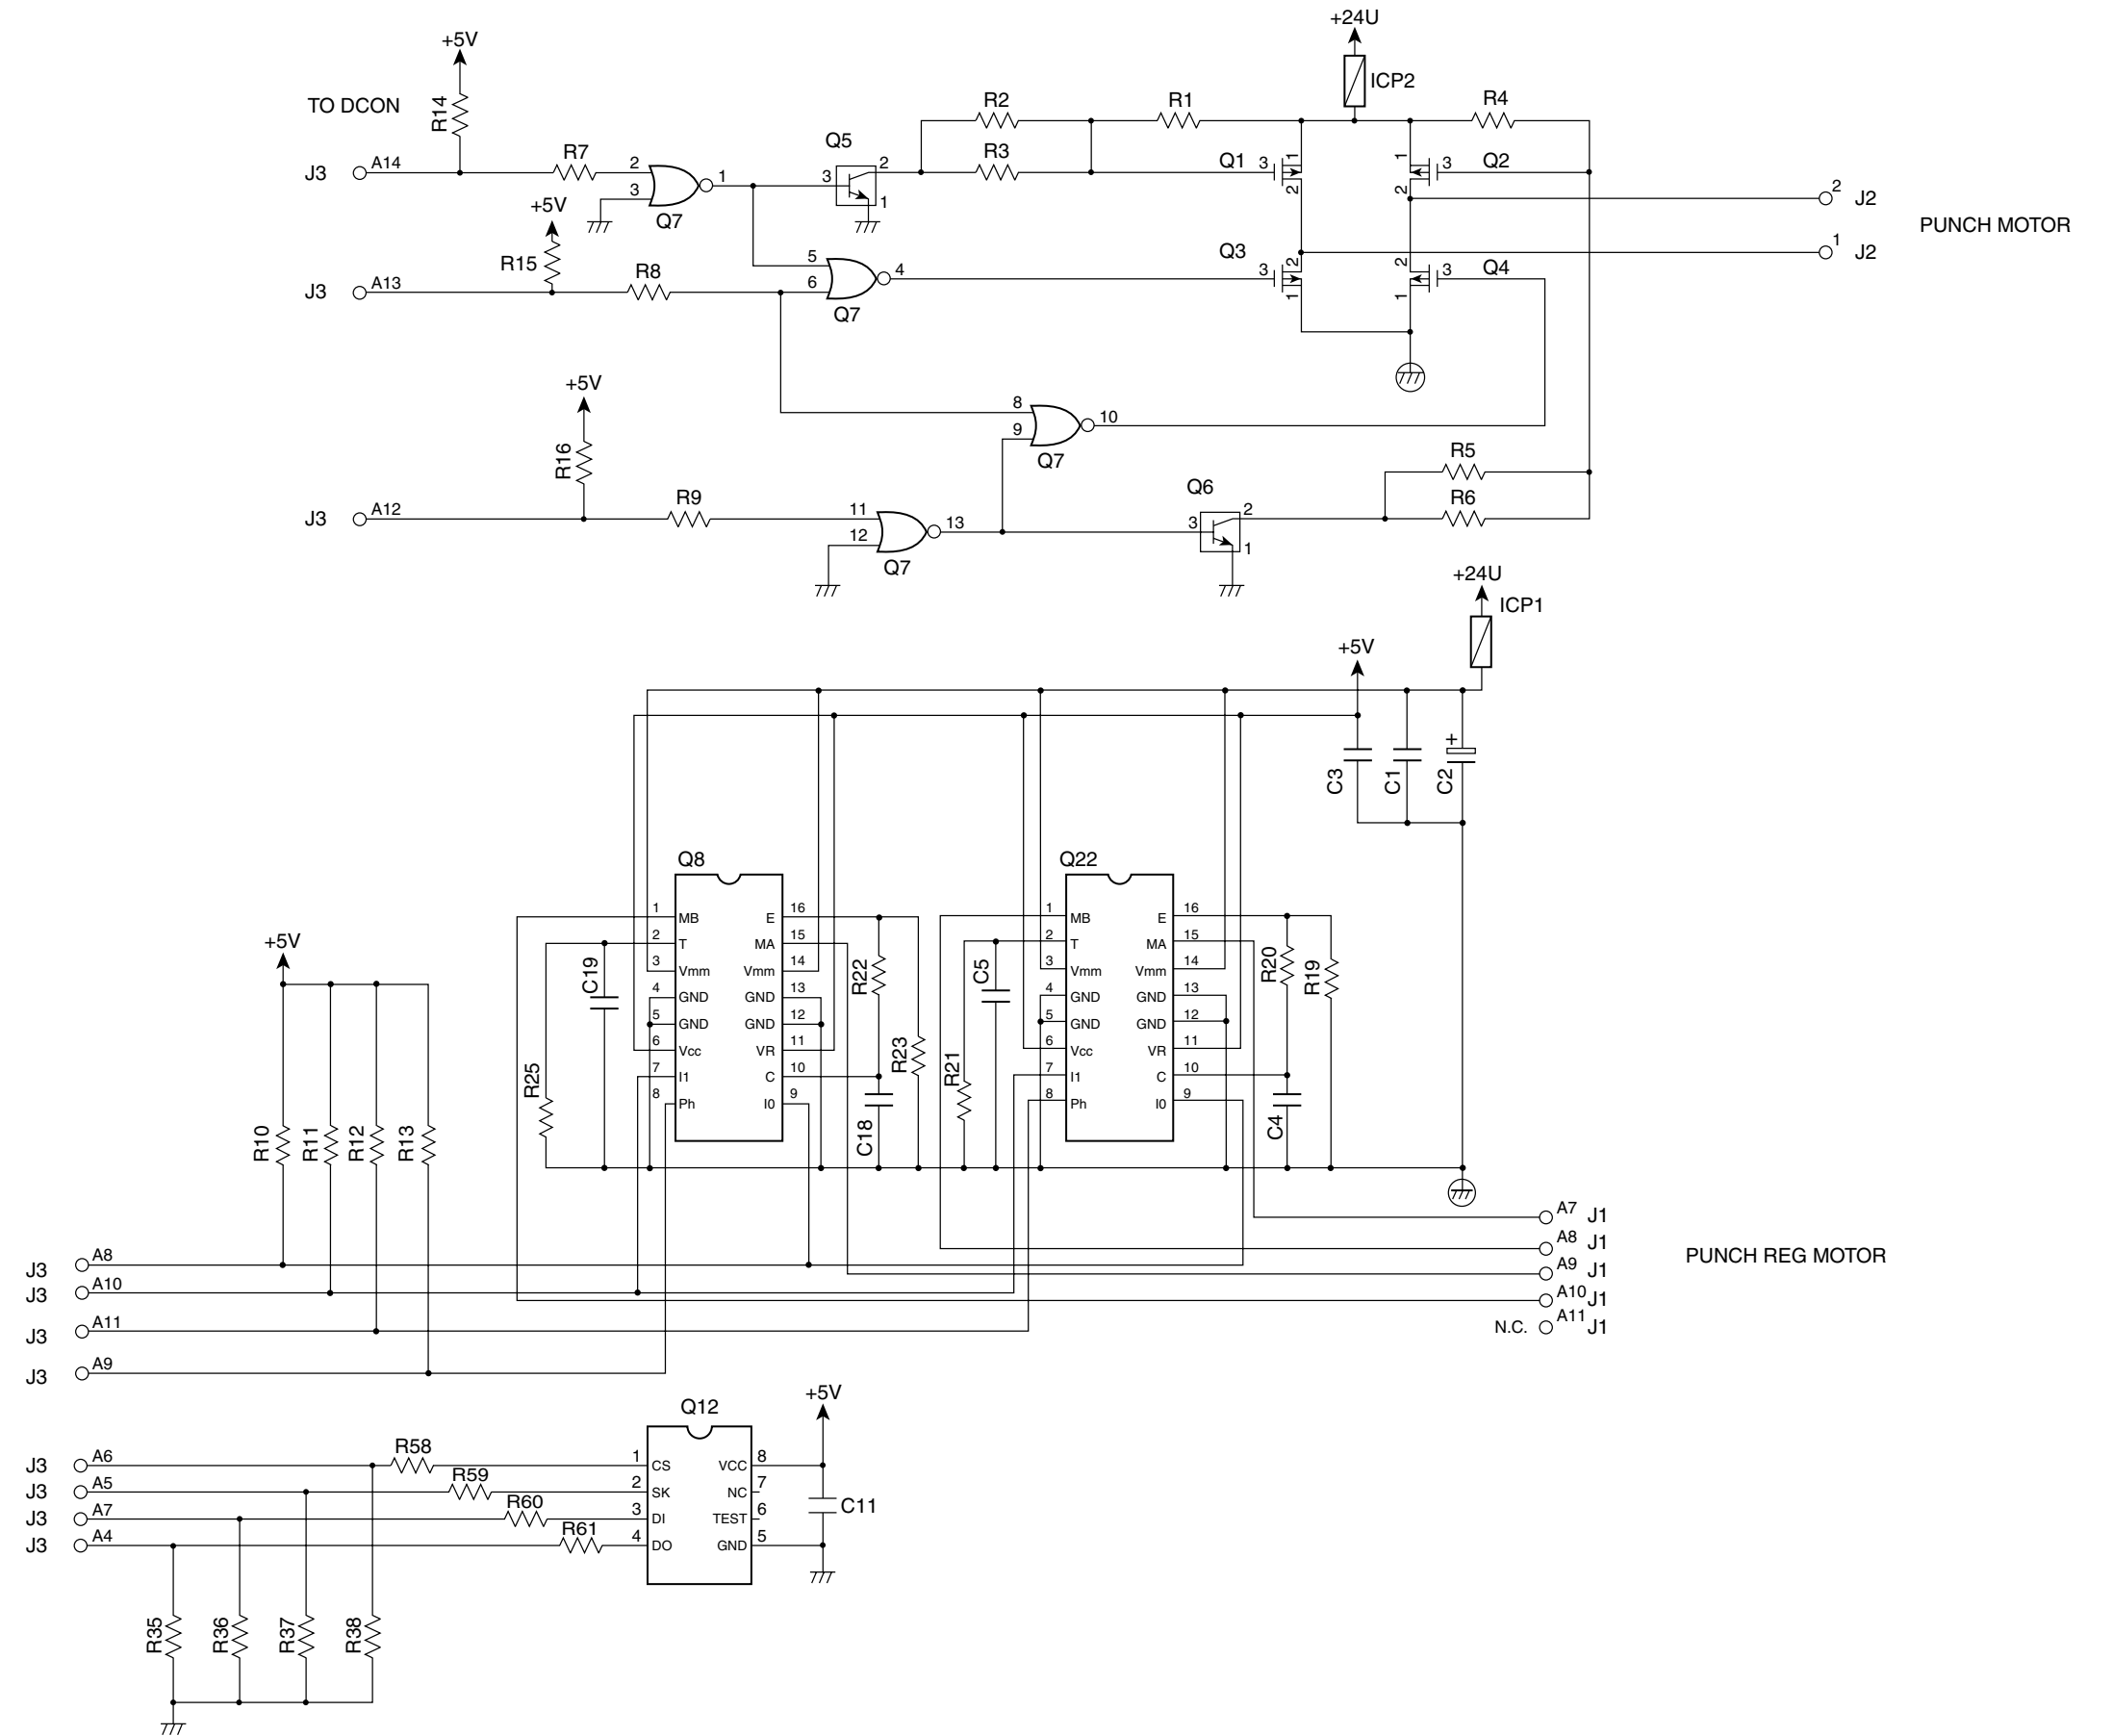 +24U
+5V
ICP2
TO DCON
R14
R2 R1 R4
Q5
J3 A14 R7 2 1 3 2 R3 Q1 3 1 1 3 Q2
3 Q7 1 2 2
2 J2
+5V
PUNCH MOTOR
1 J2
R15 R8 5 4 Q3 3 2 2 3 Q4
J3 A13 6 Q7 1 1
+5V
8 10
9 Q7
R16
R5
J3 A12 R9 11 13 Q6 3 2 R6
12 Q7 1
+24U
ICP1
+5V
+
C3 C1 C2
Q8 Q22
1 MB E 16 1 MB E 16
2 T MA 15 2 T MA 15
3 Vmm Vmm 14 3 Vmm Vmm 14
4 GND GND 13 4 GND GND 13
5 GND GND 12 5 GND GND 12
6 Vcc VR 11 6 Vcc VR 11
7 I1 C 10 7 I1 C 10
8 Ph I0 9 8 Ph I0 9
+5V
C19 R22 C5 R20 R19
R25 R23 R21
R10 R11 R12 R13 C18 C4
A7 J1
A8 J1
J3 A8 A9 J1
PUNCH REG MOTOR
J3 A10 A10 J1
N.C. A11 J1
J3 A11
J3 A9
+5V
Q12
J3 A6 R58 1 CS VCC 8
J3 A5 R59 2 SK NC 7
C11
J3 A7 R60 3 DI TEST 6
J3 A4 R61 4 DO GND 5
R35 R36 R37 R38